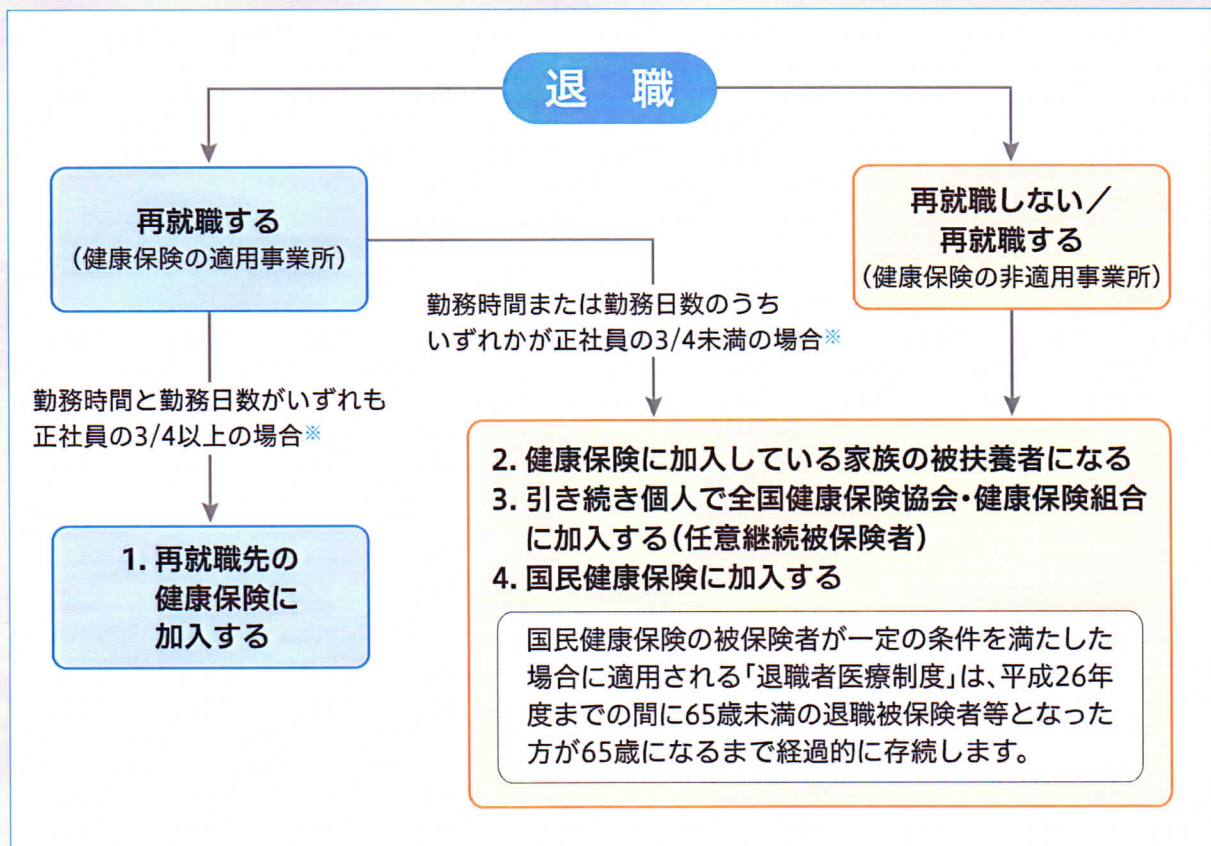 退 職
再就職する
（健康保険の適用事業所）
再就職しない／
再就職する
（健康保険の非適用事業所）
勤務時間または勤務日数のうち
いずれかが正社員の3/4未満の場合※
勤務時間と勤務日数がいずれも
正社員の3/4以上の場合※
1. 再就職先の
健康保険に
加入する
2. 健康保険に加入している家族の被扶養者になる
3. 引き続き個人で全国健康保険協会・健康保険組合
に加入する（任意継続被保険者）
4. 国民健康保険に加入する
国民健康保険の被保険者が一定の条件を満たした
場合に適用される「退職者医療制度」は、平成26年
度までの間に65歳未満の退職被保険者等となった
方が65歳になるまで経過的に存続します。